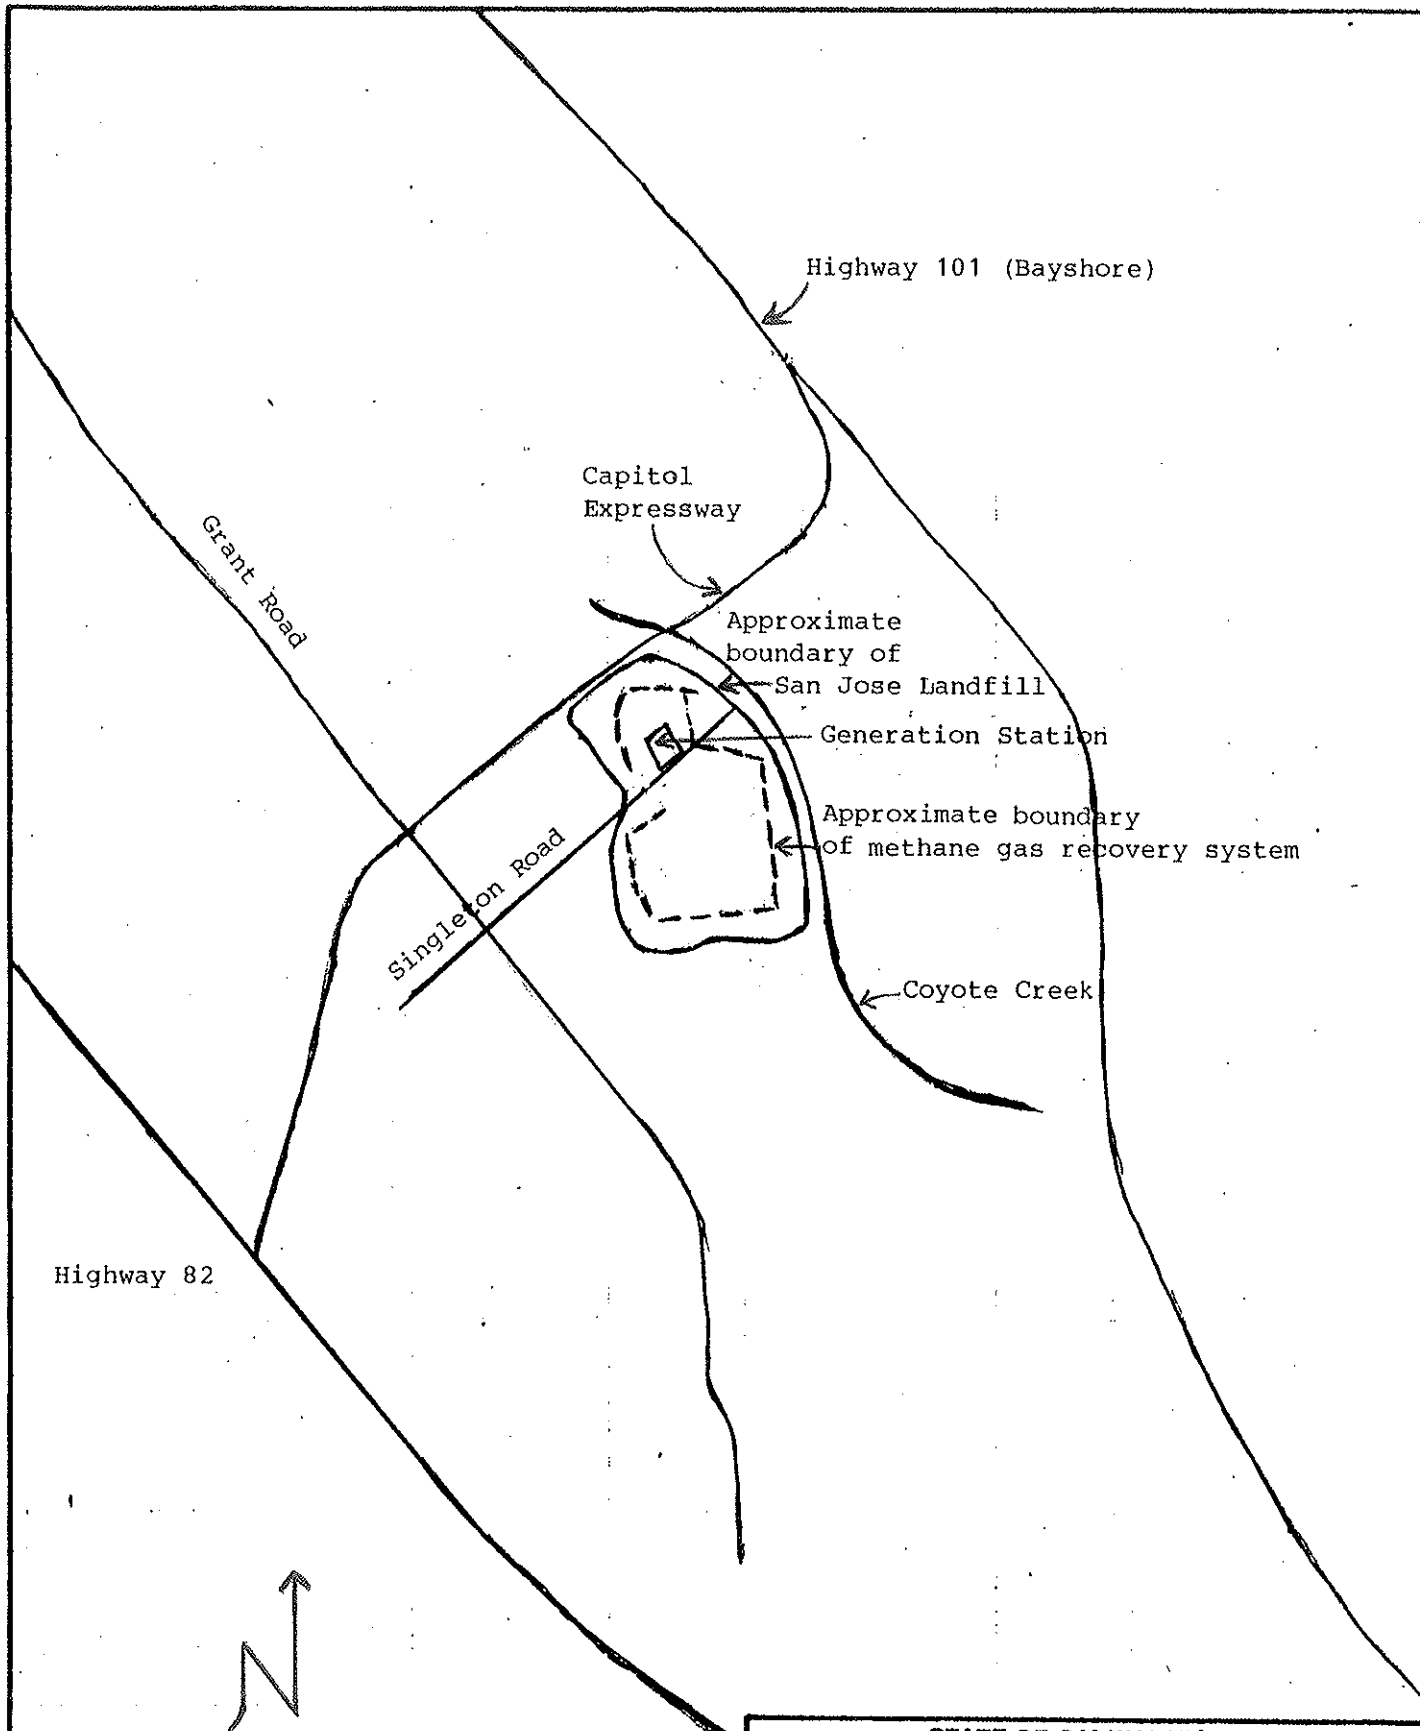 Highway 101 (Bayshore)
Capitol
Expressway
Grant Road
Approximate
boundary of
San Jose Landfill
Generation Station
Approximate boundary
of methane gas recovery system
Singleton Road
Coyote Creek
Highway 82
N